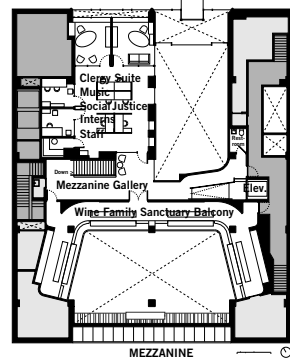 Clergy Suite
Music
Social Justice
Interns
Staff
Rest-
room
Down
Mezzanine Gallery
Elev.
Wine Family Sanctuary Balcony
MEZZANINE